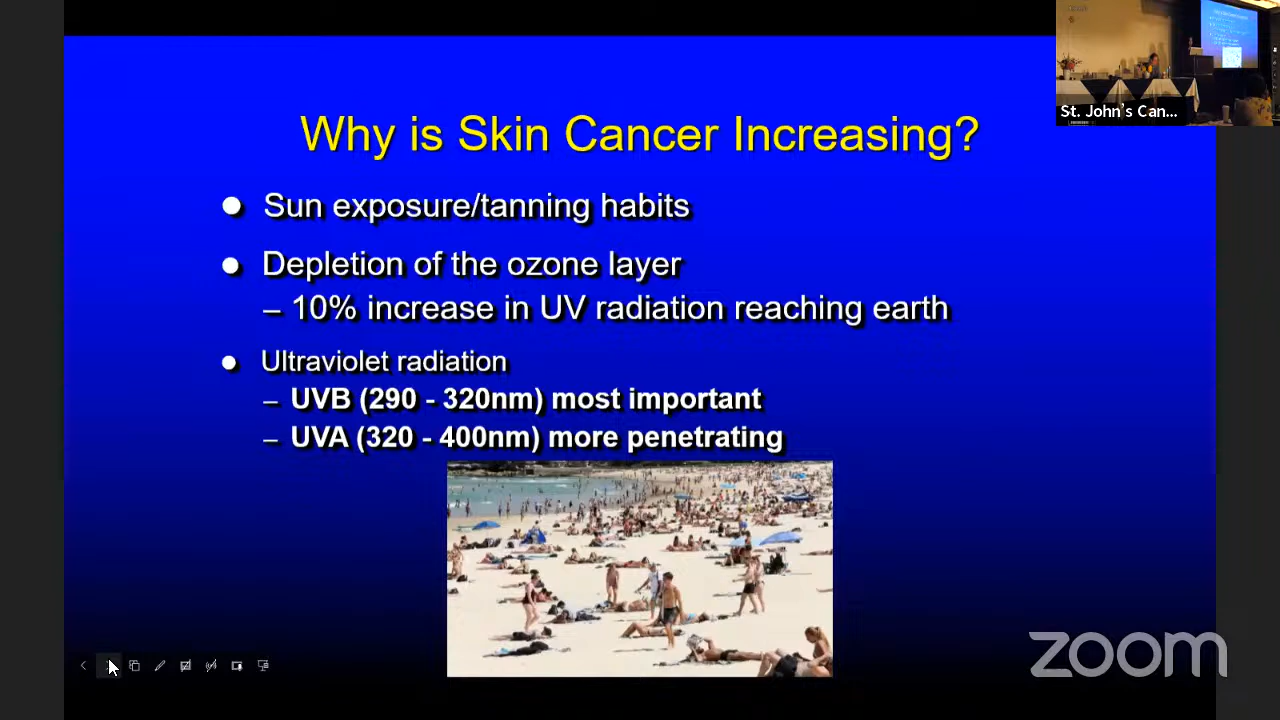 Why is Skin Cancer Increasing?
● Sun exposure/tanning habits
● Depletion of the ozone layer
– 10% increase in UV radiation reaching earth
● Ultraviolet radiation
– UVB (290 - 320nm) most important
– UVA (320 - 400nm) more penetrating
St. John's Can...
zoom